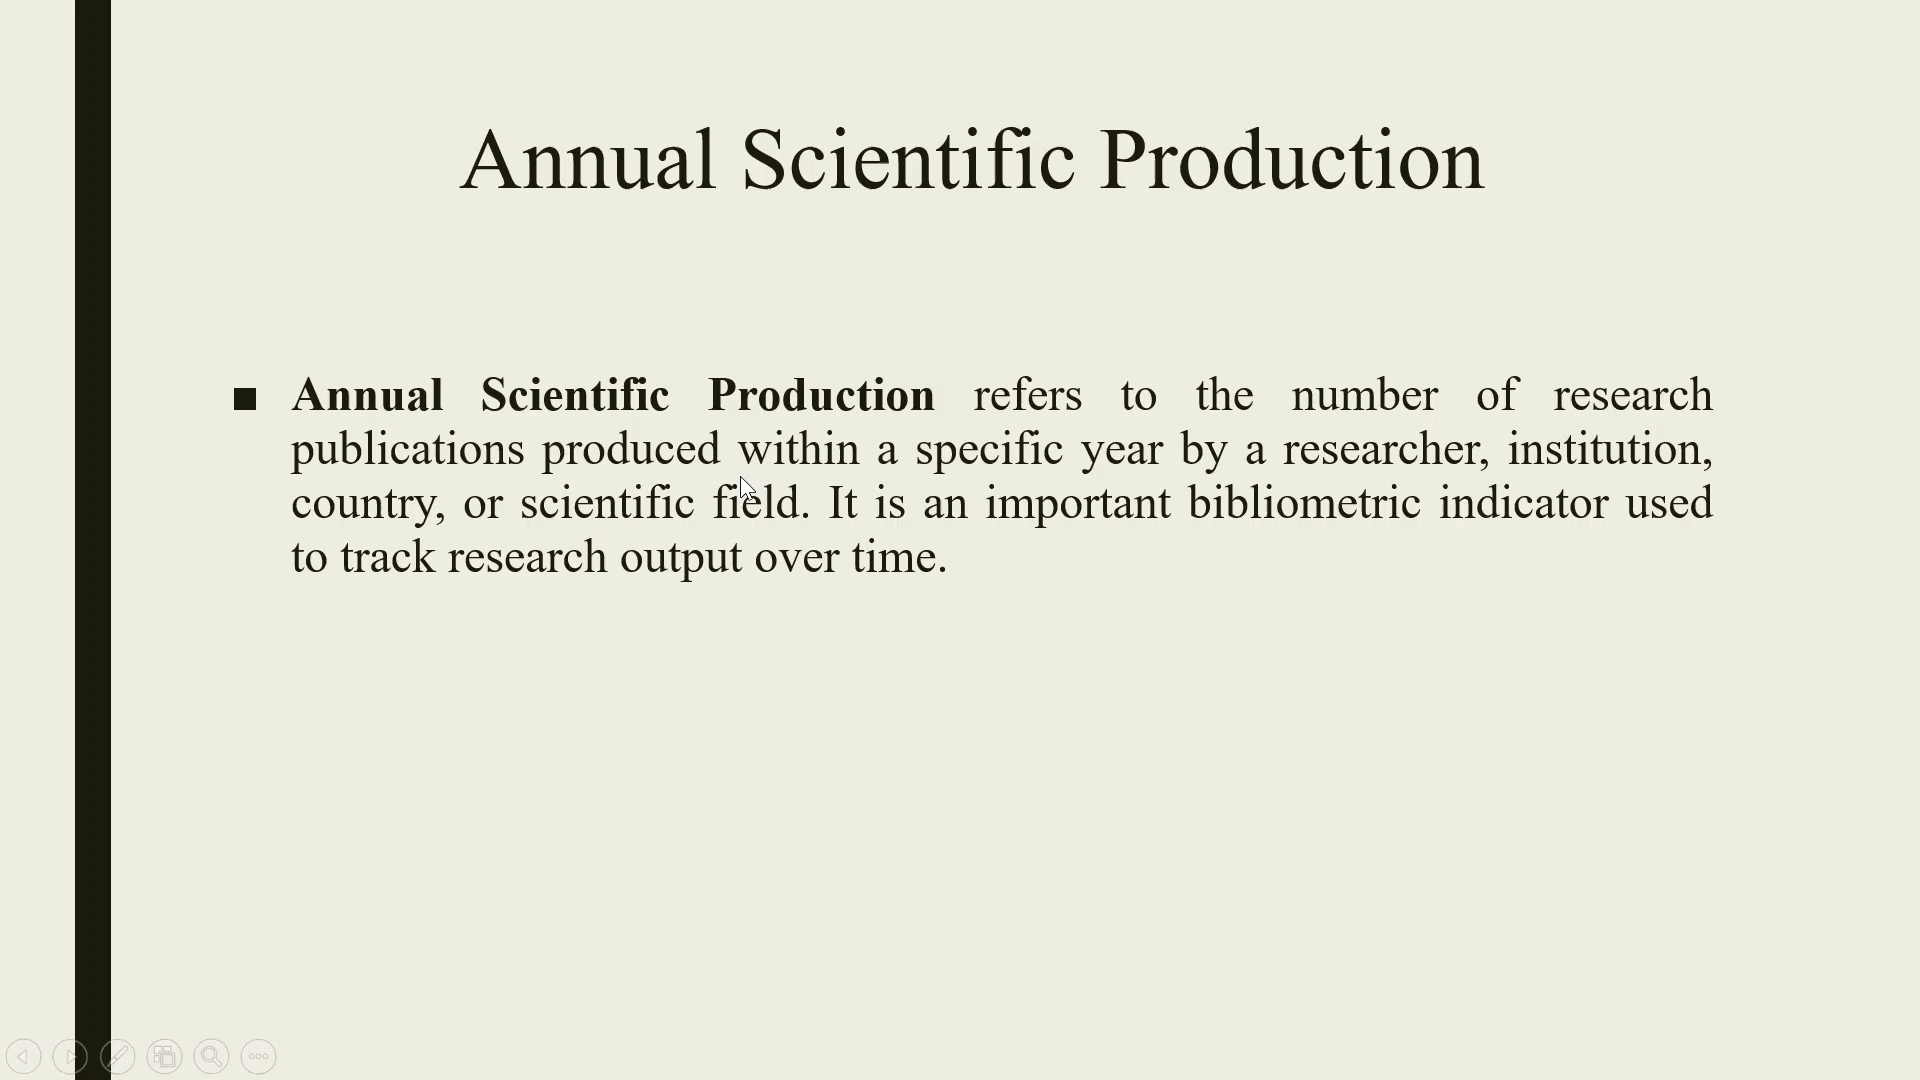 Annual Scientific Production
■ Annual Scientific Production refers to the number of research
publications produced within a specific year by a researcher, institution,
country, or scientific field. It is an important bibliometric indicator used
to track research output over time.